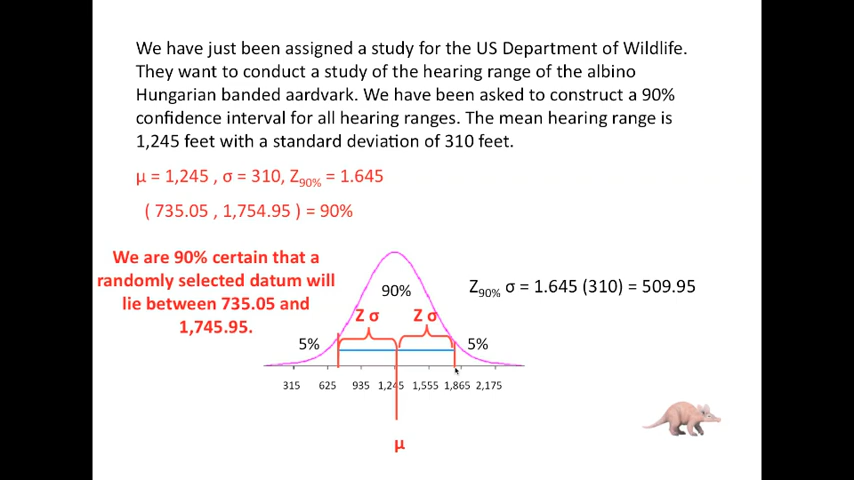 We have just been assigned a study for the US Department of Wildlife.
They want to conduct a study of the hearing range of the albino
Hungarian banded aardvark. We have been asked to construct a 90%
confidence interval for all hearing ranges. The mean hearing range is
1,245 feet with a standard deviation of 310 feet.
μ = 1,245 , σ = 310, Z90% = 1.645
( 735.05 , 1,754.95 ) = 90%
We are 90% certain that a
randomly selected datum will
lie between 735.05 and
1,745.95.
90%
Z90% σ = 1.645 (310) = 509.95
Z σ Z σ
5% 5%
315 625 935 1,245 1,555 1,865 2,175
μ